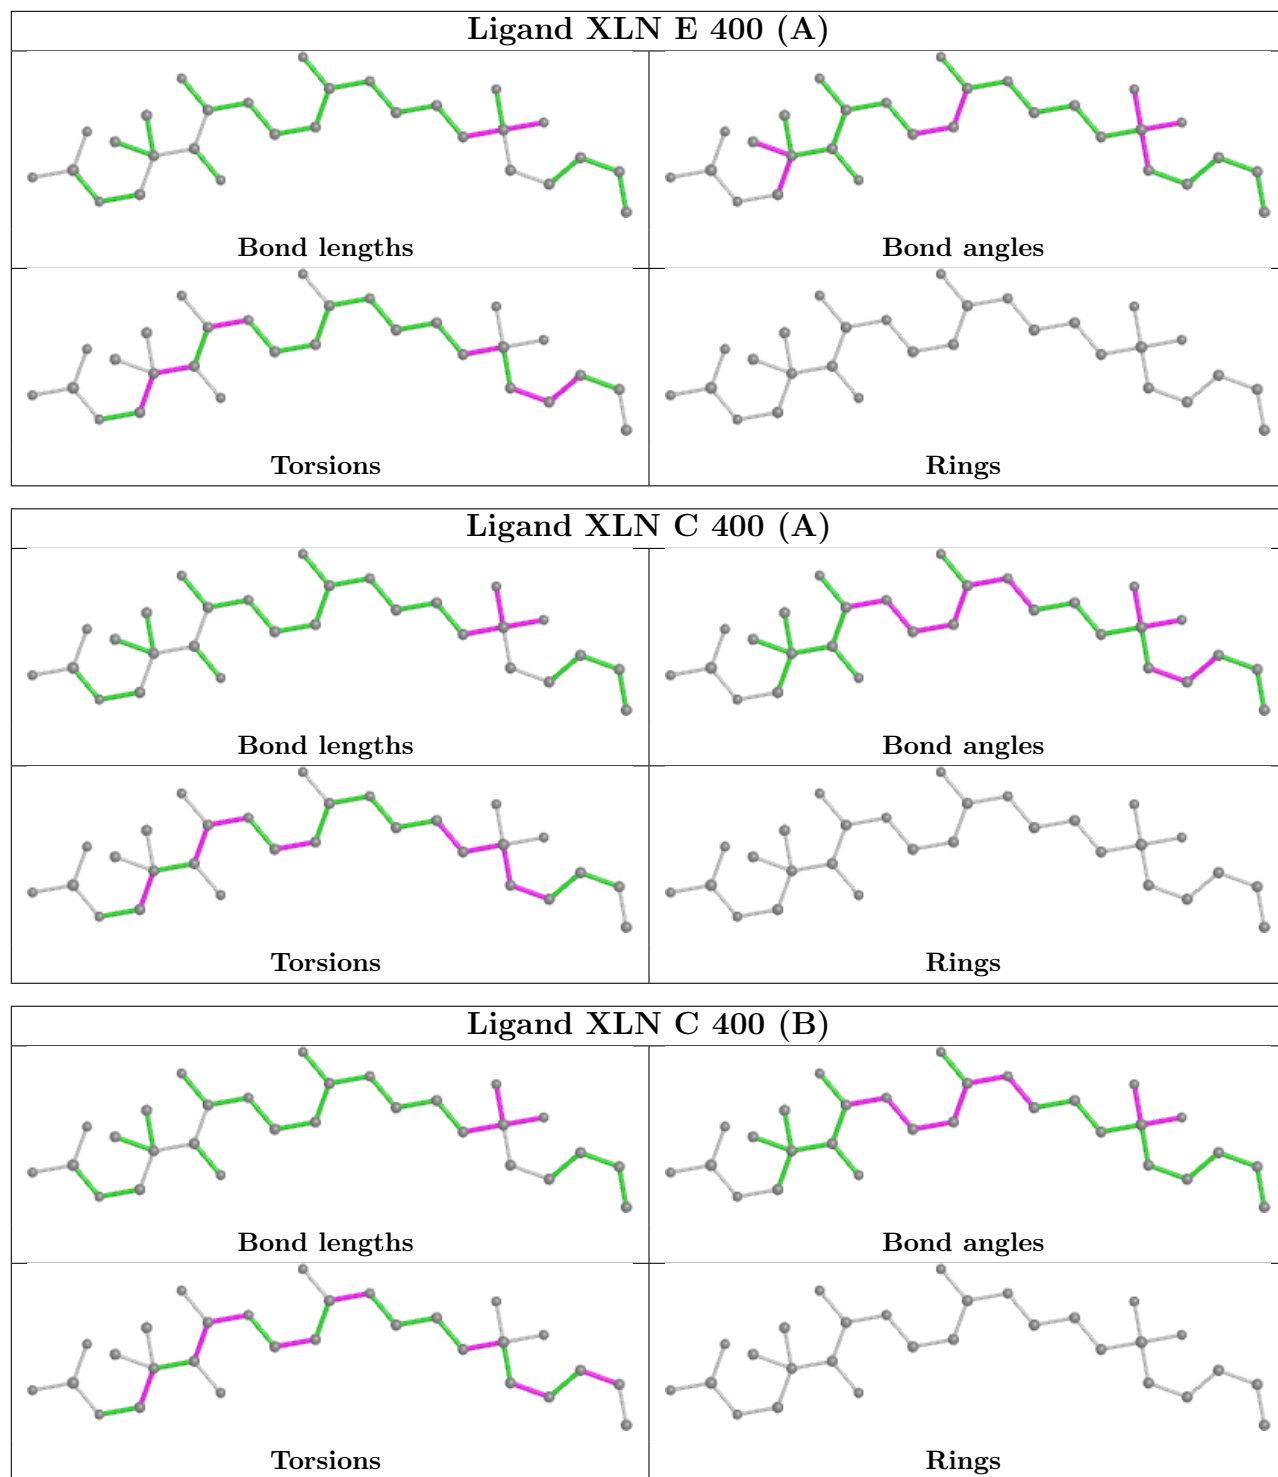 Ligand XLN E 400 (A)
Bond lengths
Bond angles
Torsions
Rings
Ligand XLN C 400 (A)
Bond lengths
Bond angles
Torsions
Rings
Ligand XLN C 400 (B)
Bond lengths
Bond angles
Torsions
Rings